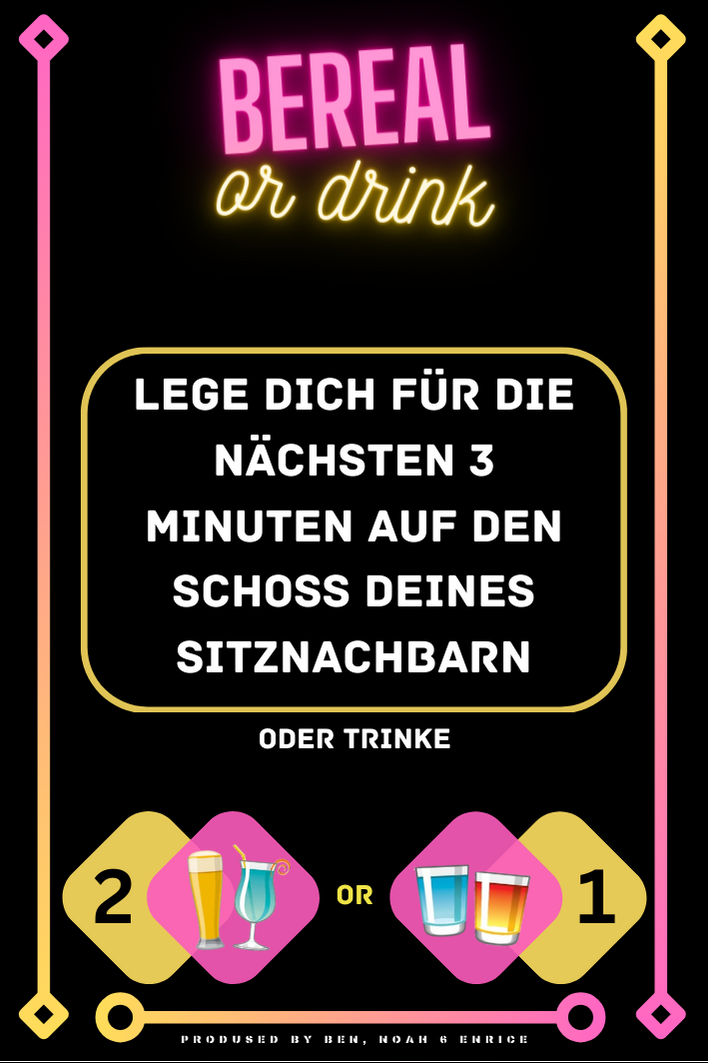 BEREAL
or drink
LEGE DICH FÜR DIE
NÄCHSTEN 3
MINUTEN AUF DEN
SCHOSS DEINES
SITZNACHBARN
ODER TRINKE
2 OR 1
PRODUSED BY BEN, NOAH & ENRICE